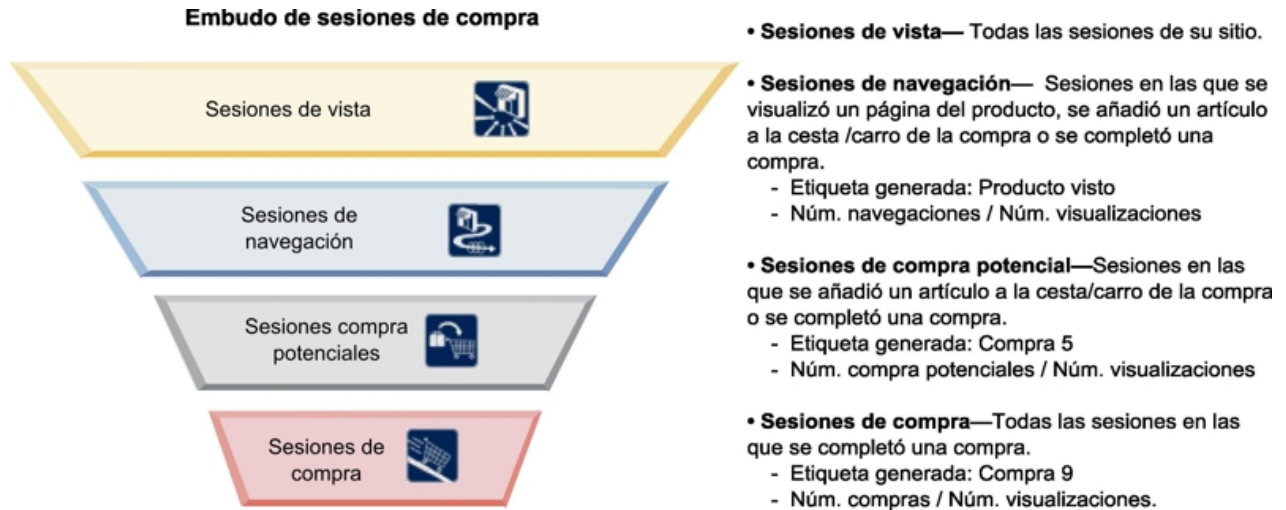 Embudo de sesiones de compra
Sesiones de vista
Sesiones de
navegación
Sesiones compra
potenciales
Sesiones de
compra
• Sesiones de vista— Todas las sesiones de su sitio.
• Sesiones de navegación— Sesiones en las que se
visualizó un página del producto, se añadió un artículo
a la cesta /carro de la compra o se completó una
compra.
- Etiqueta generada: Producto visto
- Núm. navegaciones / Núm. visualizaciones
• Sesiones de compra potencial—Sesiones en las
que se añadió un artículo a la cesta/carro de la compra
o se completó una compra.
- Etiqueta generada: Compra 5
- Núm. compra potenciales / Núm. visualizaciones
• Sesiones de compra—Todas las sesiones en las
que se completó una compra.
- Etiqueta generada: Compra 9
- Núm. compras / Núm. visualizaciones.